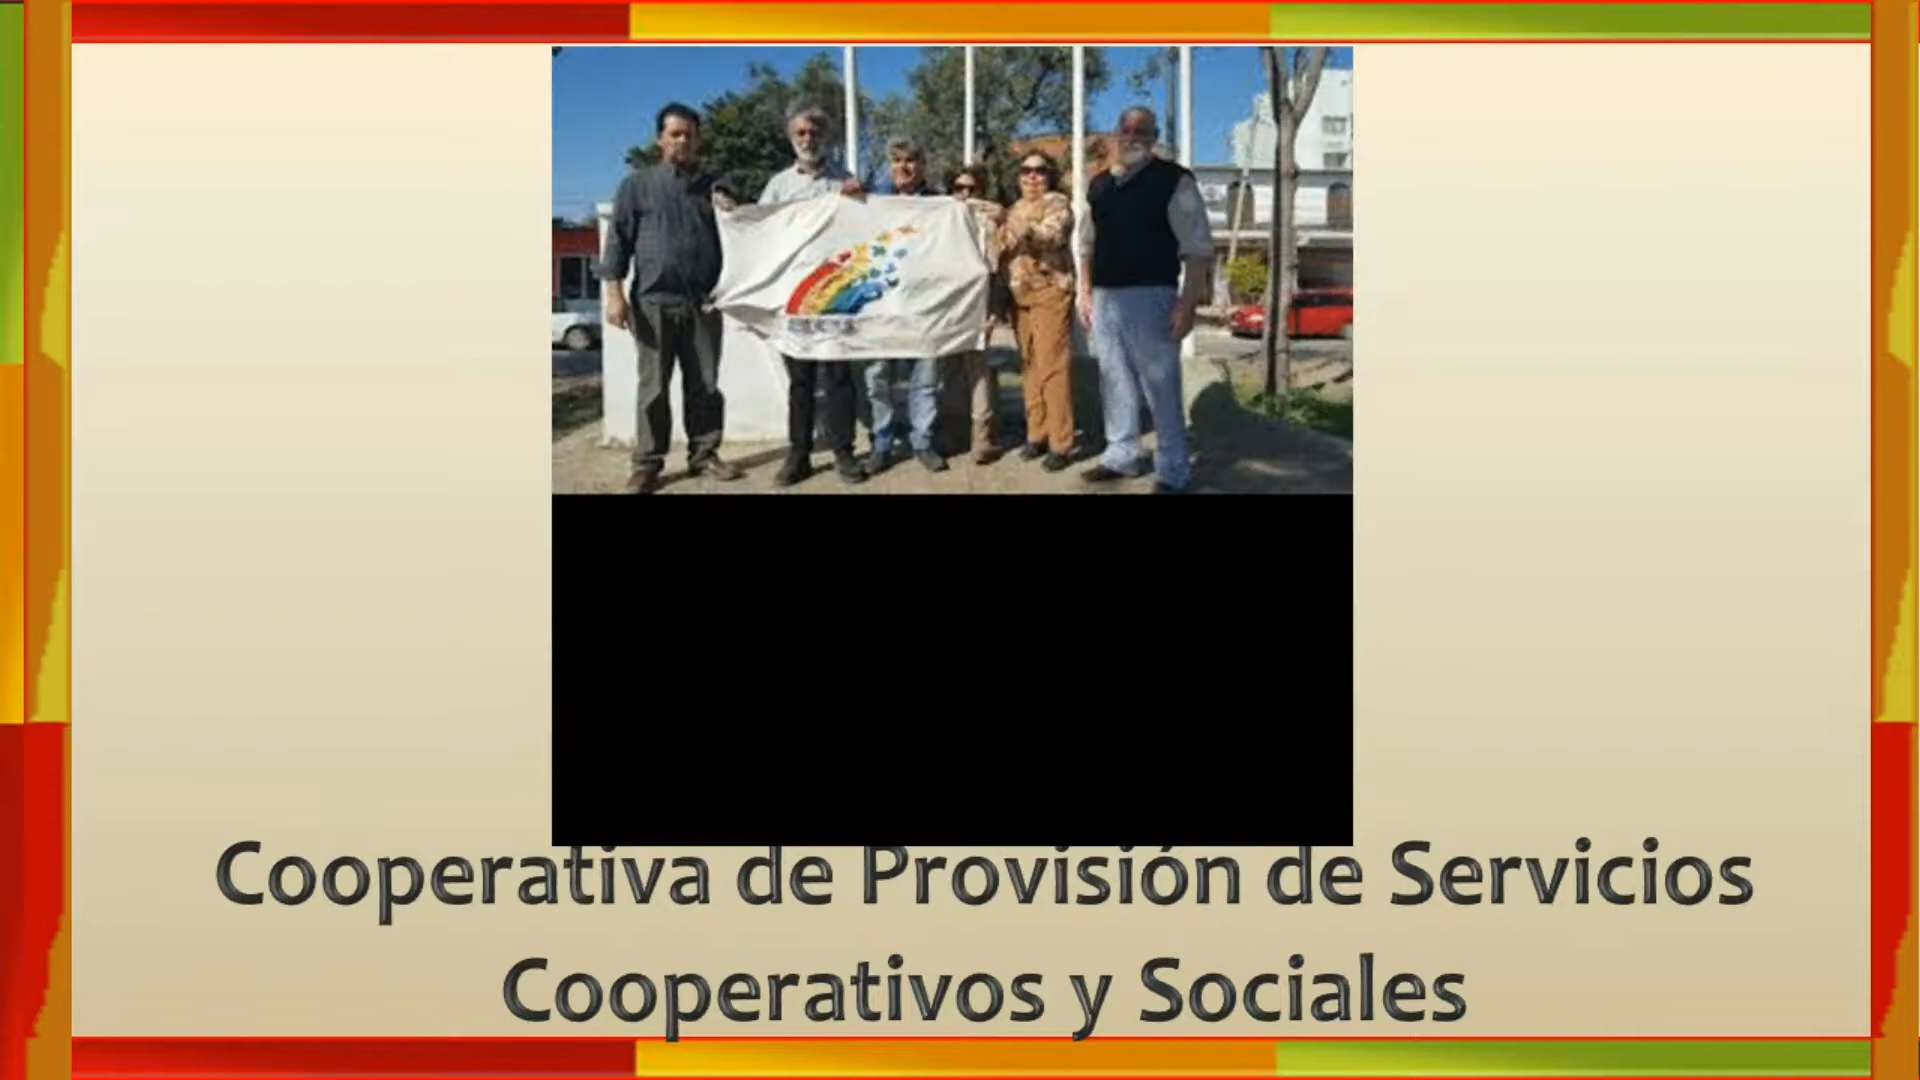 Cooperativa de Provisión de Servicios
Cooperativos y Sociales